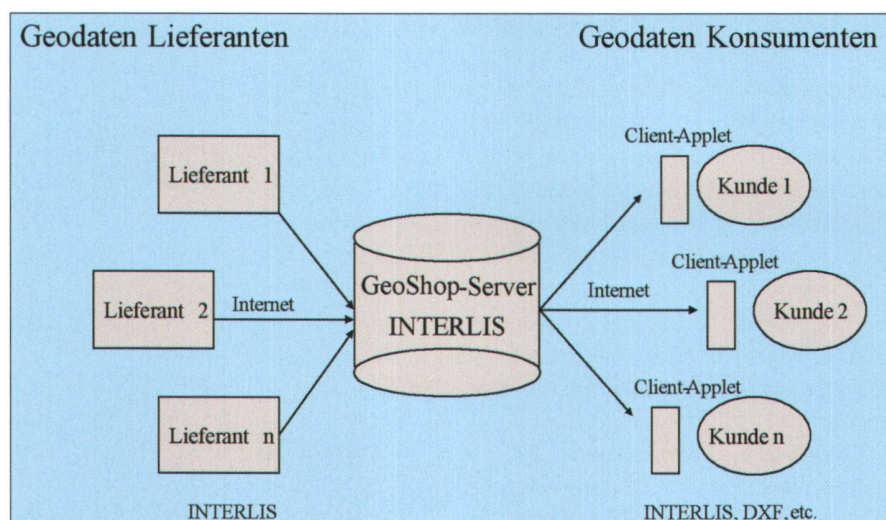 Geodaten Lieferanten
Geodaten Konsumenten
Lieferant 1
Lieferant 2
Lieferant n
Internet
GeoShop-Server
INTERLIS
Internet
Client-Applet
Kunde 1
Client-Applet
Kunde 2
Client-Applet
Kunde n
INTERLIS
INTERLIS, DXF, etc.